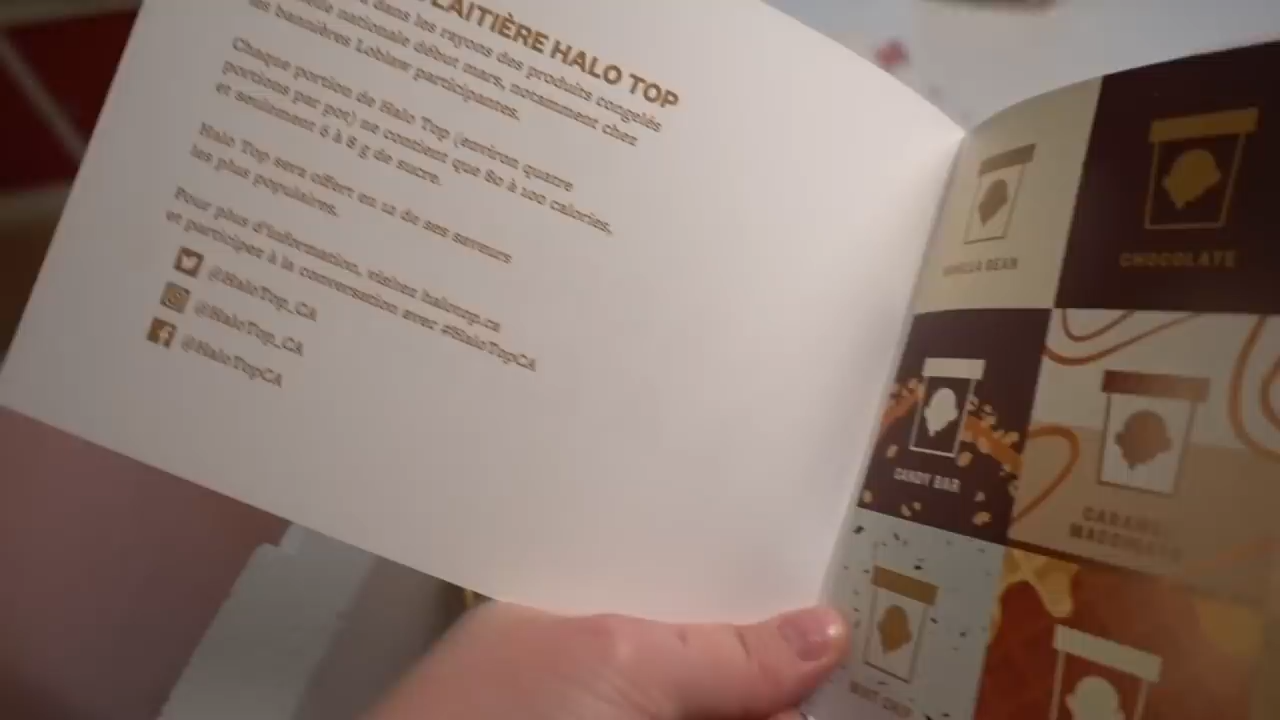 LAITIÈRE HALO TOP
dans les rayons des produits congelés
nationale début mars, notamment chez
les bannières Loblaw participantes.
Chaque portion de Halo Top (environ quatre
portions par pot) ne contient que 80 à 100 calories,
et seulement 6 à 8 g de sucre.
Halo Top sera offert en 12 de ses saveurs
les plus populaires.
Pour plus d'information, visitez halotop.ca
et participez à la conversation avec #HaloTopCA
@HaloTop_CA
@HaloTop_CA
@HaloTopCA
VANILLA BEAN
CHOCOLATE
CANDY BAR
CARAMEL
MACCHIATO
MINT CHIP